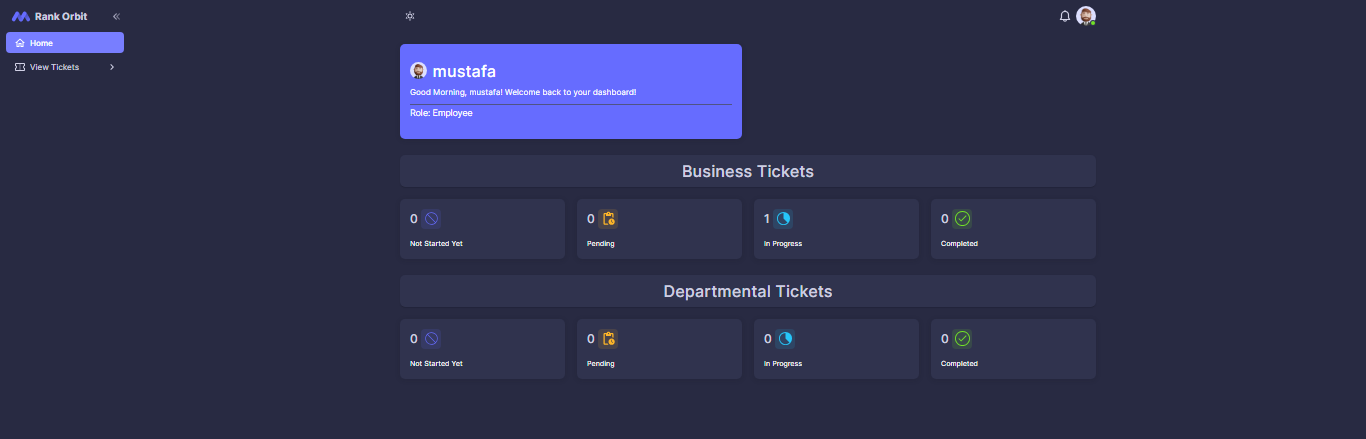 Rank Orbit
Home
View Tickets
mustafa
Good Morning, mustafa! Welcome back to your dashboard!
Role: Employee
Business Tickets
0
Not Started Yet
0
Pending
1
In Progress
0
Completed
Departmental Tickets
0
Not Started Yet
0
Pending
0
In Progress
0
Completed